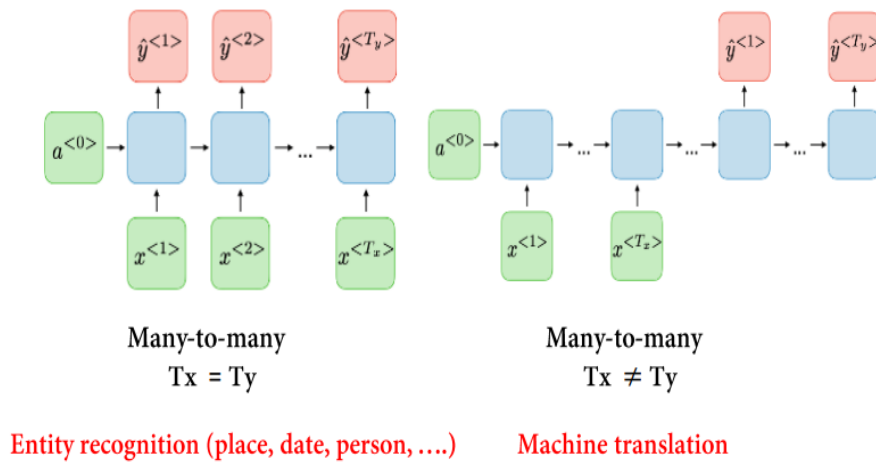 ŷ<1> ŷ<2> ŷ<Ty>
a<0> ...
x<1> x<2> x<Tx>
Many-to-many
Tx = Ty
Entity recognition (place, date, person, ....)
ŷ<1> ŷ<Ty>
a<0> ... ... ...
x<1> x<Tx>
Many-to-many
Tx ≠ Ty
Machine translation